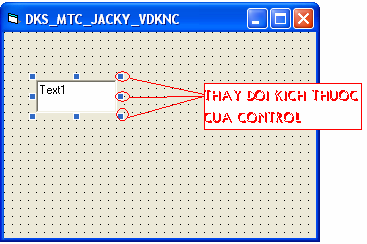 DKS_MTC_JACKY_VDKNC
Text1
THAY DOI KICH THUOC
CUA CONTROL